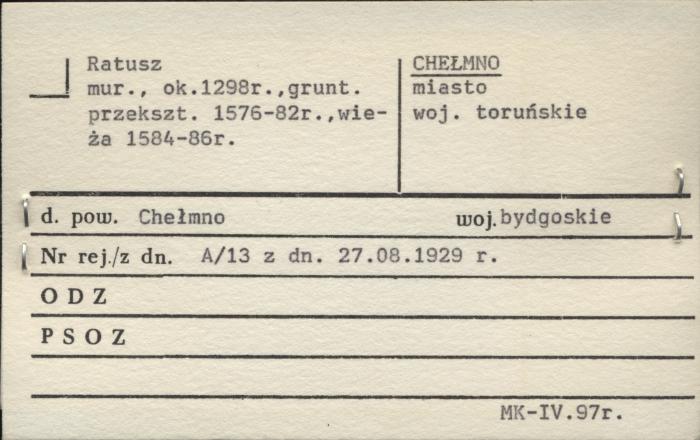 Ratusz
mur., ok.1298r.,grunt.
przekszt. 1576-82r.,wie-
ża 1584-86r.
CHEŁMNO
miasto
woj. toruńskie
d. pow. Chełmno woj. bydgoskie
Nr rej./z dn. A/13 z dn. 27.08.1929 r.
ODZ
PSOZ
MK-IV.97r.